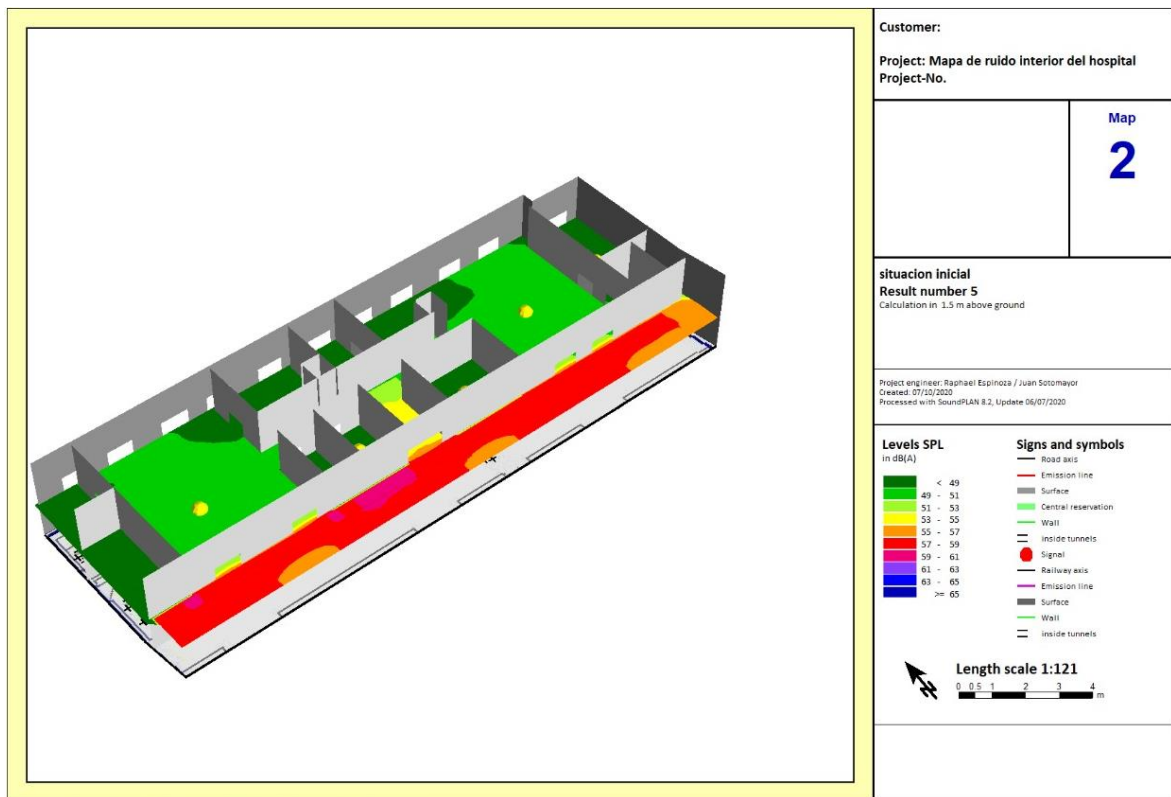 Customer:
Project: Mapa de ruido interior del hospital
Project-No.
Map
2
situacion inicial
Result number 5
Calculation in 1.5 m above ground
Project engineer: Raphael Espinoza / Juan Sotomayor
Created: 07/10/2020
Processed with SoundPLAN 8.2, Update 06/07/2020
Levels SPL
in dB(A)
< 49
49 - 51
51 - 53
53 - 55
55 - 57
57 - 59
59 - 61
61 - 63
63 - 65
>= 65
Signs and symbols
Road axis
Emission line
Surface
Central reservation
Wall
inside tunnels
Signal
Railway axis
Emission line
Surface
Wall
inside tunnels
N
Length scale 1:121
0 0.5 1 2 3 4
m